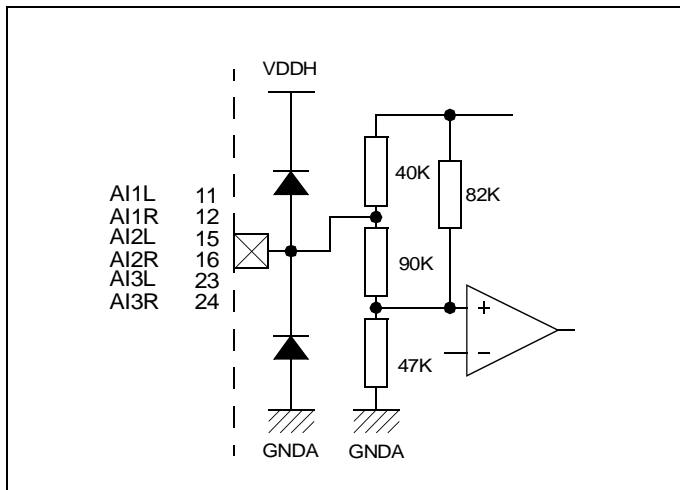 VDDH
40K
82K
AI1L 11
AI1R 12
AI2L 15
AI2R 16
AI3L 23
AI3R 24
90K
+
−
47K
GNDA GNDA